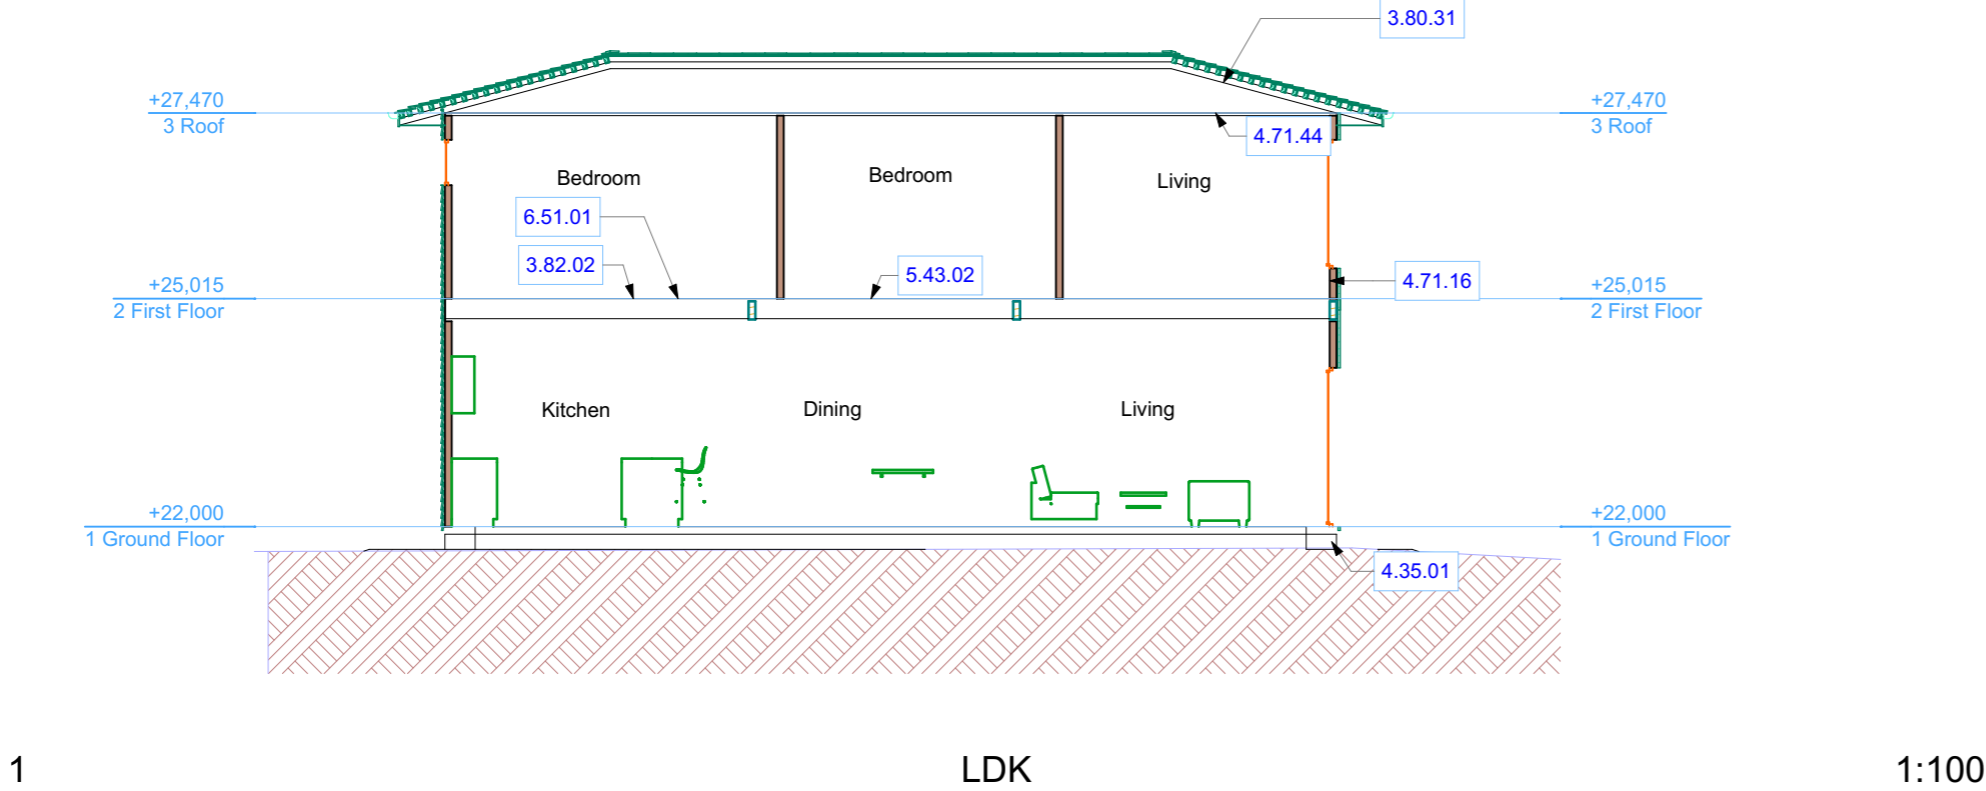 3.80.31
+27,470
3 Roof
+27,470
3 Roof
4.71.44
Bedroom
Bedroom
Living
6.51.01
3.82.02
5.43.02
4.71.16
+25,015
2 First Floor
+25,015
2 First Floor
Kitchen
Dining
Living
+22,000
1 Ground Floor
+22,000
1 Ground Floor
4.35.01
1
LDK
1:100